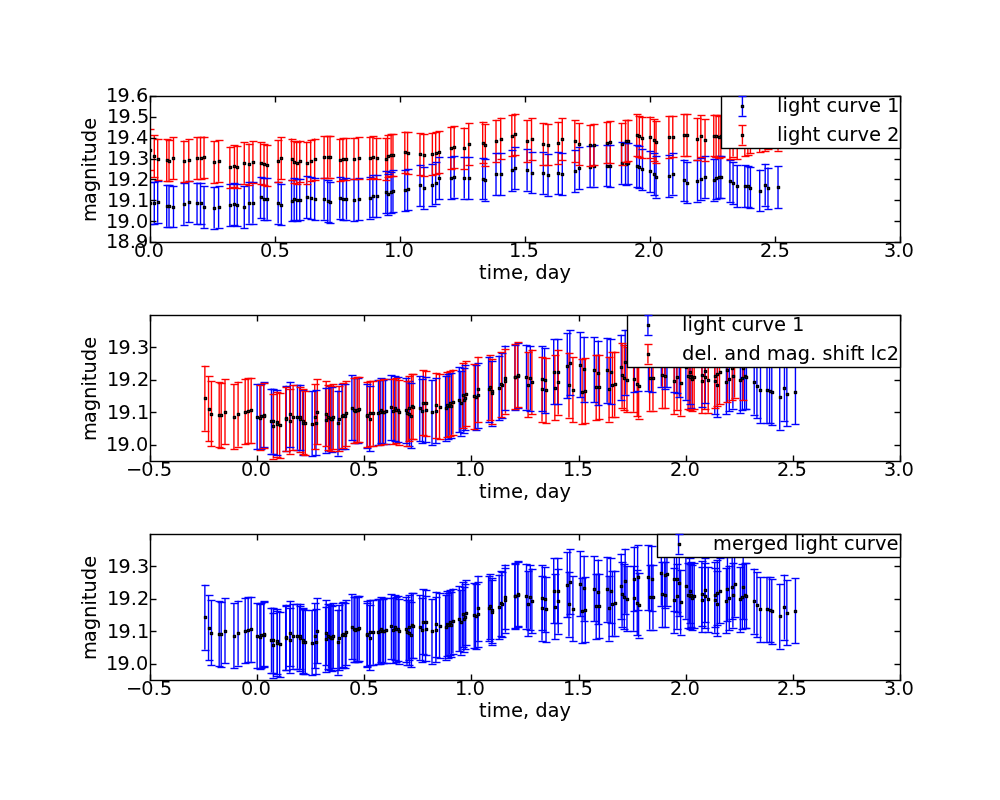 19.6
19.5
19.4
19.3
19.2
19.1
19.0
18.9
magnitude
light curve 1
light curve 2
0.0 0.5 1.0 1.5 2.0 2.5 3.0
time, day
19.3
19.2
19.1
19.0
magnitude
light curve 1
del. and mag. shift lc2
−0.5 0.0 0.5 1.0 1.5 2.0 2.5 3.0
time, day
19.3
19.2
19.1
19.0
magnitude
merged light curve
−0.5 0.0 0.5 1.0 1.5 2.0 2.5 3.0
time, day